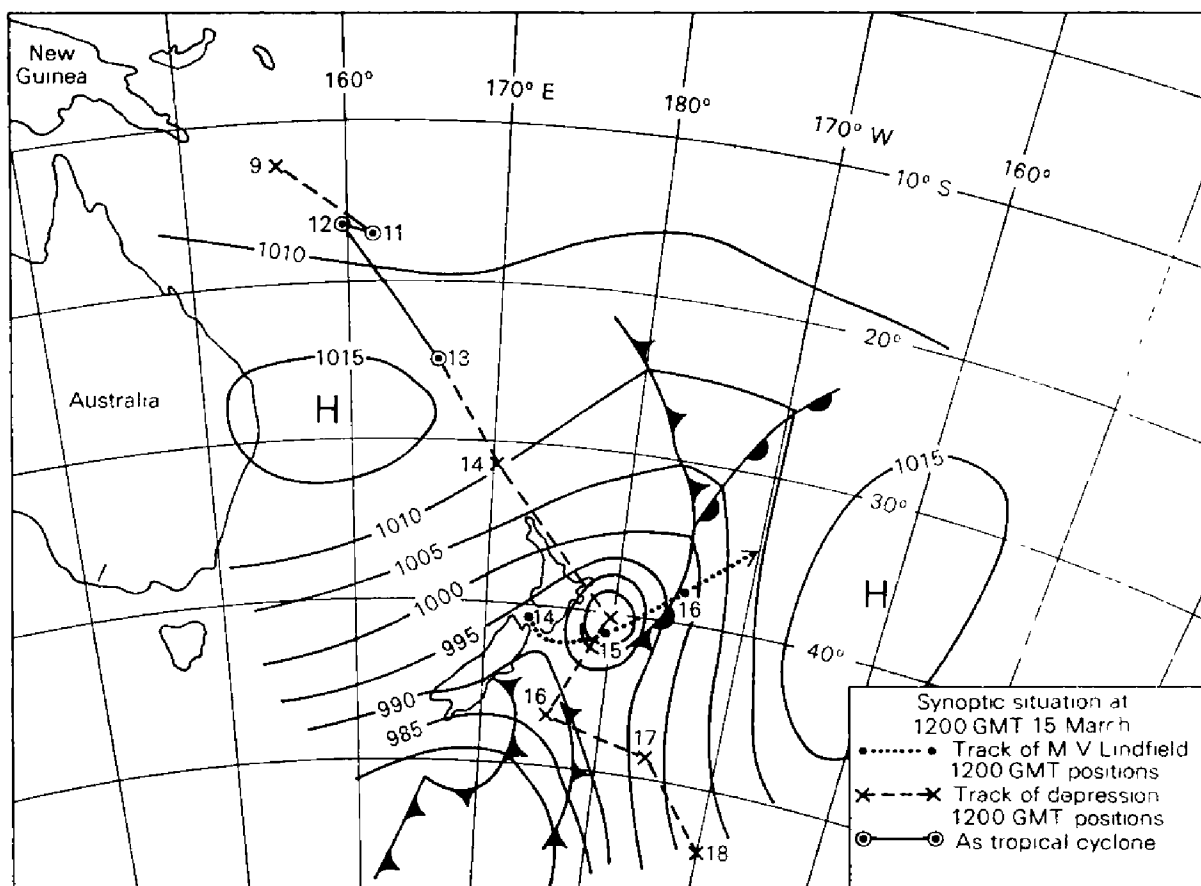 New
Guinea
160°
170° E
180°
170° W
160°
10° S
9
12
11
1010
20°
1015
13
Australia
H
14
1015
30°
1010
1005
1000
14
16
H
995
15
40°
990
16
985
17
18
Synoptic situation at
1200 GMT 15 March
Track of M V Lindfield
1200 GMT positions
Track of depression
1200 GMT positions
As tropical cyclone